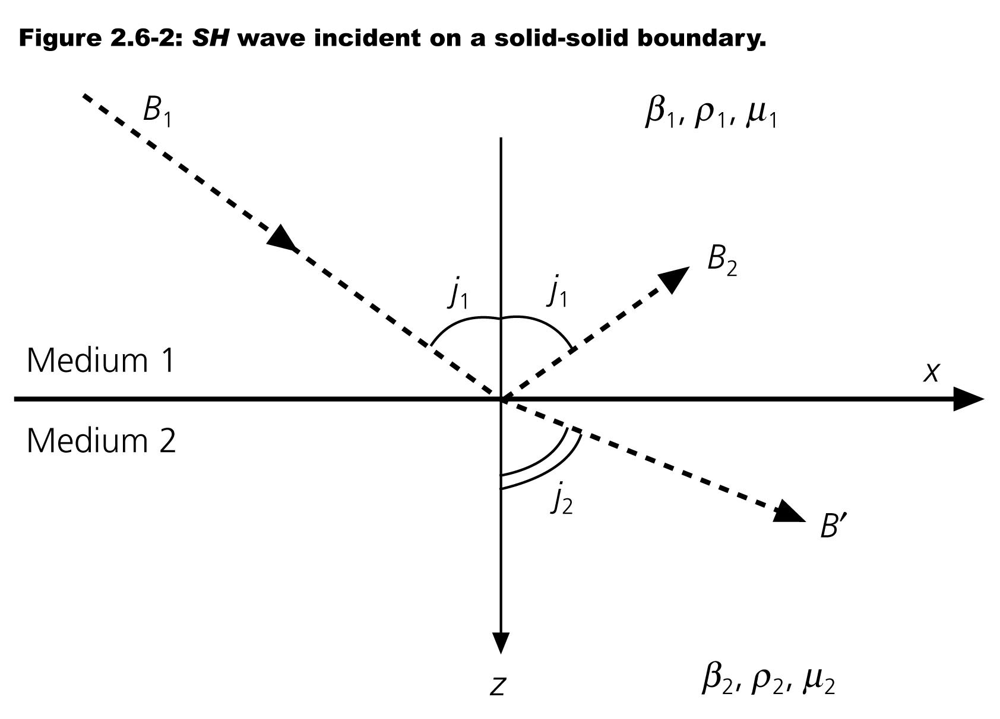 Figure 2.6-2: SH wave incident on a solid-solid boundary.
B₁
β₁, ρ₁, μ₁
B₂
j₁
j₁
Medium 1
x
Medium 2
j₂
B′
z
β₂, ρ₂, μ₂